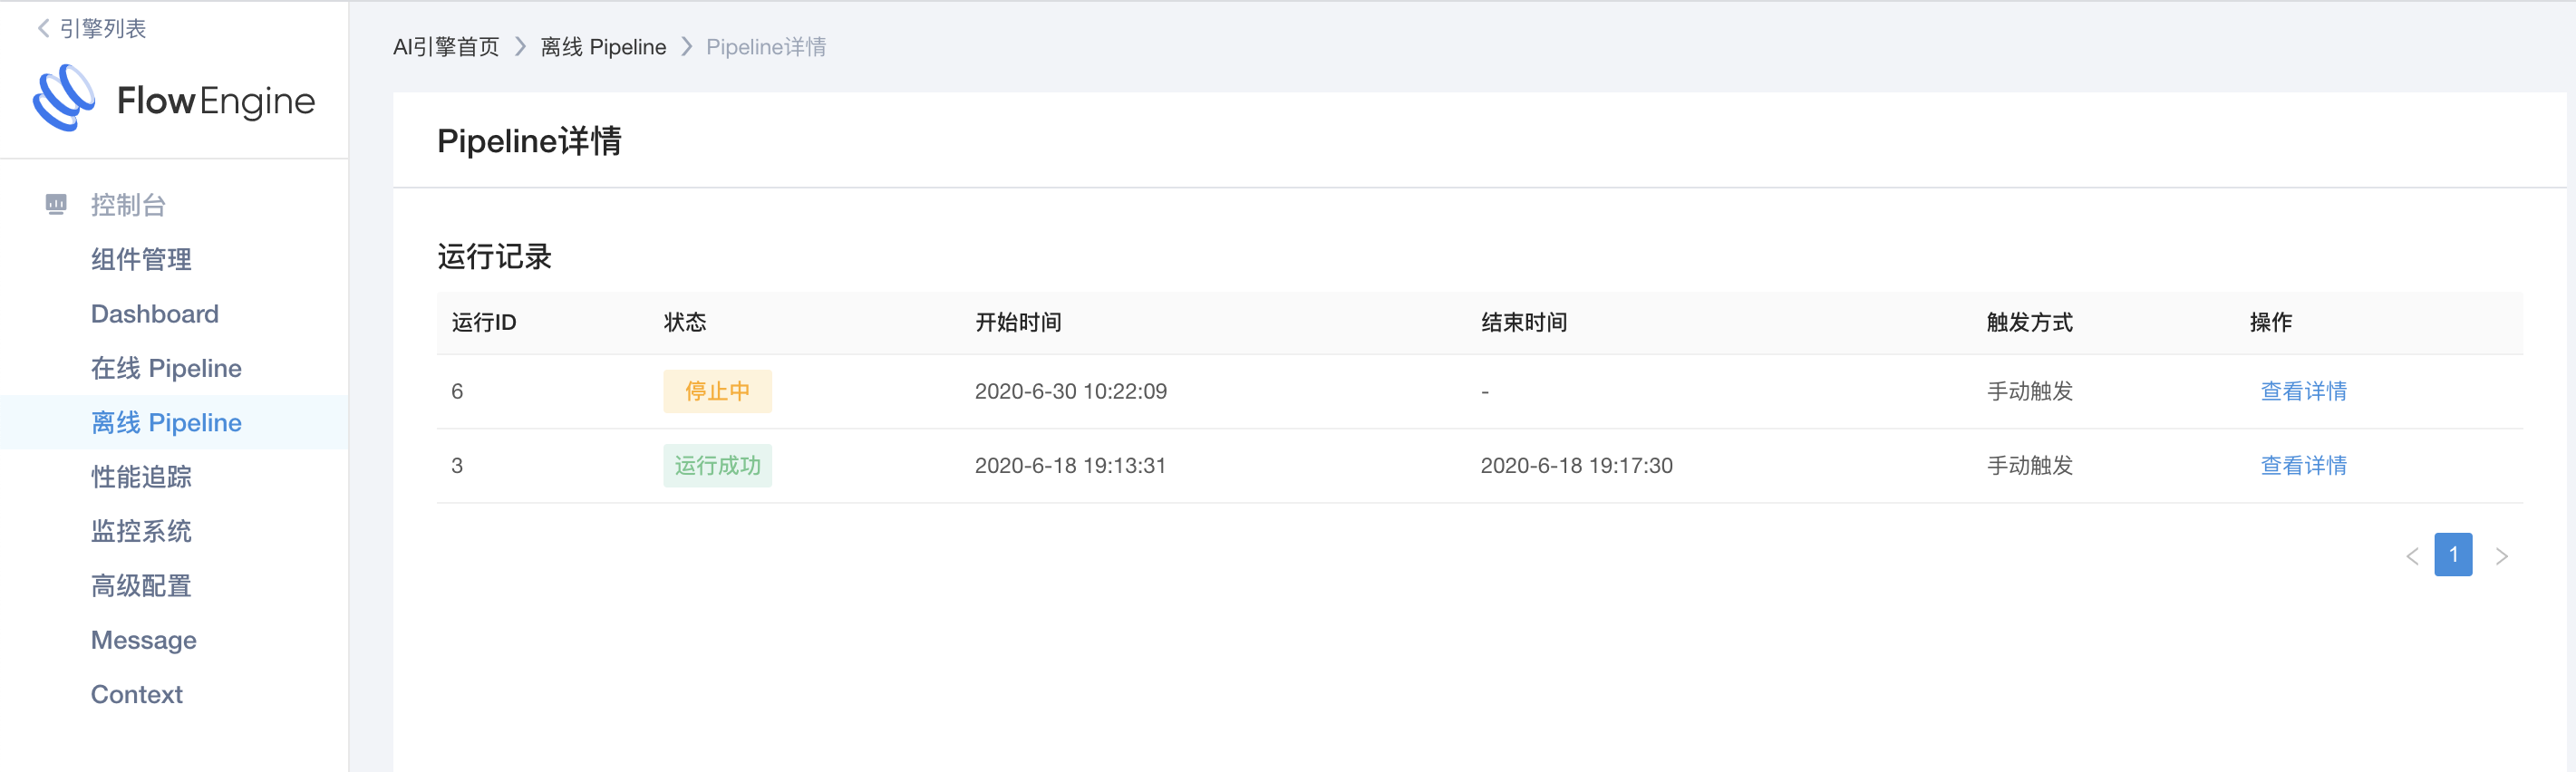 引擎列表
FlowEngine
控制台
组件管理
Dashboard
在线 Pipeline
离线 Pipeline
性能追踪
监控系统
高级配置
Message
Context
AI引擎首页 离线 Pipeline Pipeline详情
Pipeline详情
运行记录
运行ID 状态 开始时间 结束时间 触发方式 操作
6 停止中 2020-6-30 10:22:09 - 手动触发 查看详情
3 运行成功 2020-6-18 19:13:31 2020-6-18 19:17:30 手动触发 查看详情
1